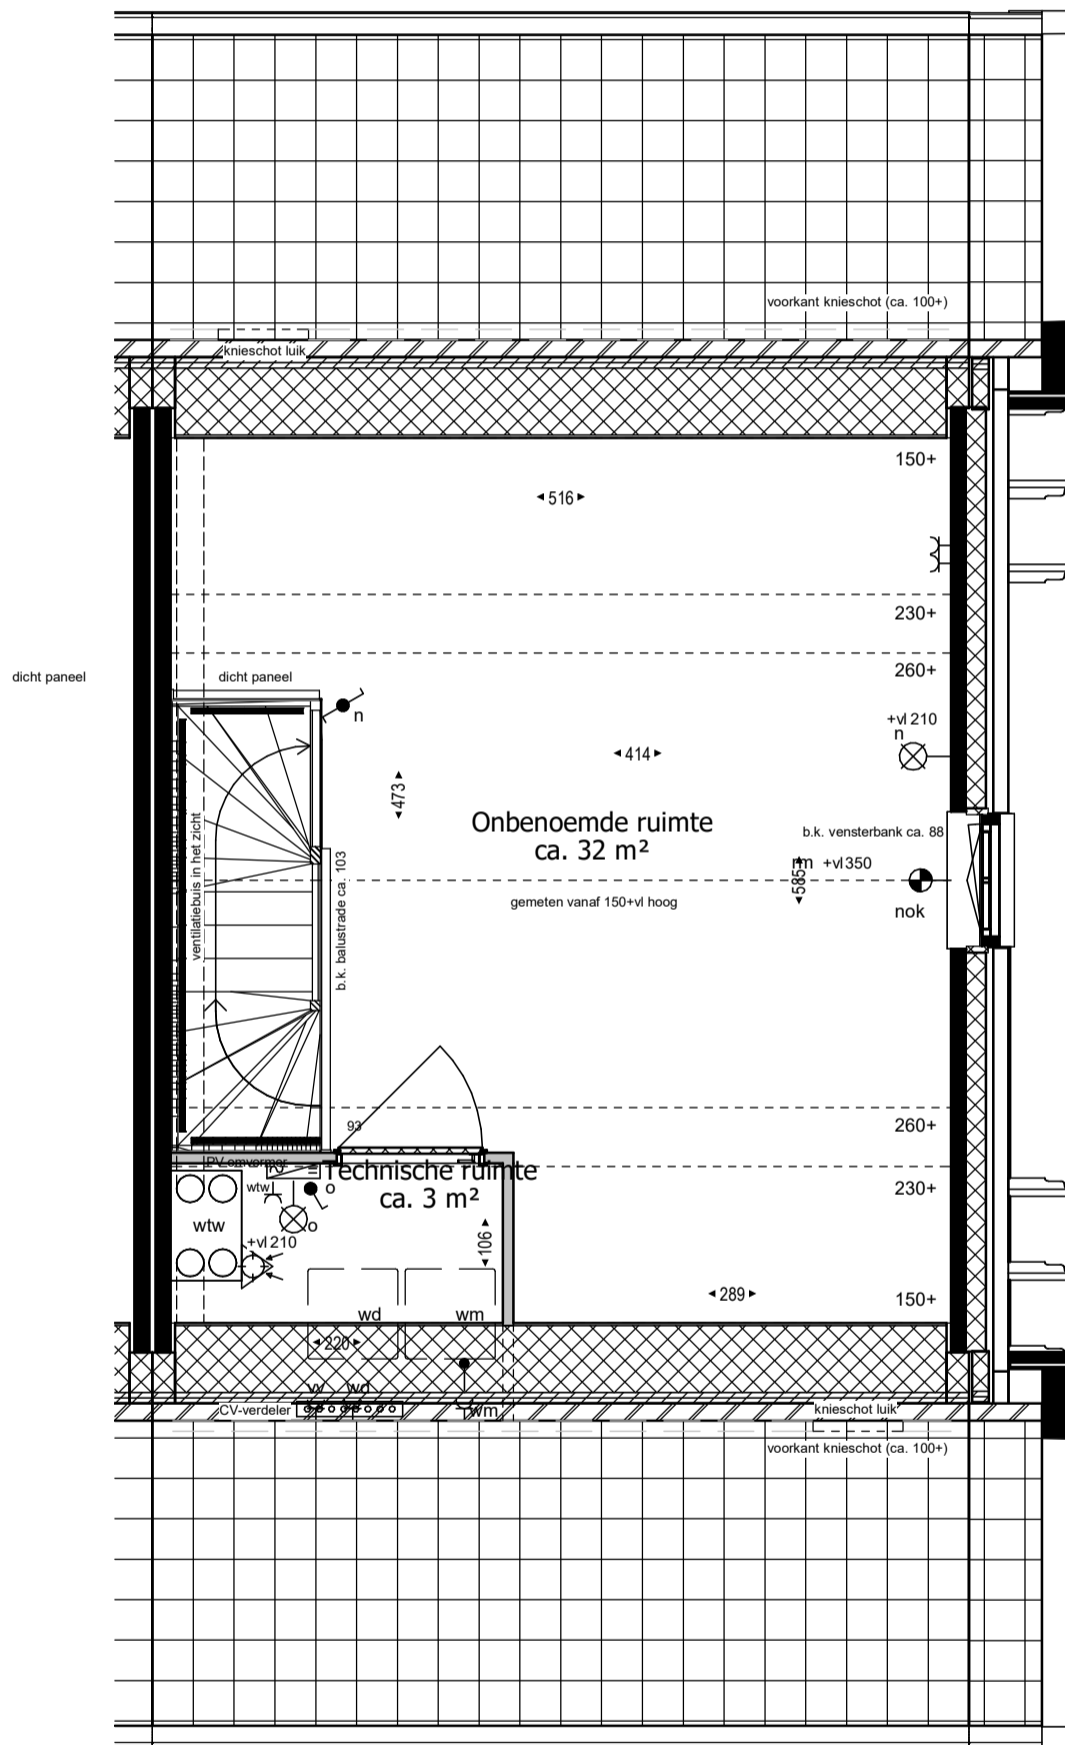 voorkant knieschot (ca. 100+)
knieschot luik
150+
516
230+
260+
dicht paneel
dicht paneel
n
+vl 210
n
414
473
Onbenoemde ruimte
ca. 32 m²
b.k. vensterbank ca. 88
ventilatiebuis in het zicht
b.k. balustrade ca. 103
585
+vl 350
gemeten vanaf 150+vl hoog
nok
93
260+
PV omvormer
Technische ruimte
ca. 3 m²
wtw
o
230+
wtw
o
+vl 210
106
289
150+
wd
wm
220
vv
wd
CV-verdeler
wm
knieschot luik
voorkant knieschot (ca. 100+)